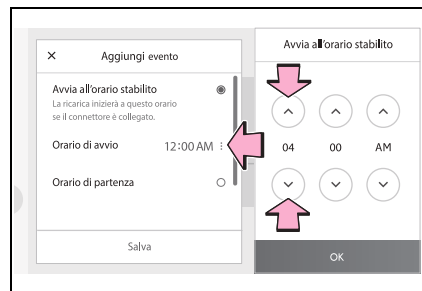 Aggiungi evento
Avvia all'orario stabilito
La ricarica inizierà a questo orario
se il connettore è collegato.
Orario di avvio 12:00 AM
Orario di partenza
Salva
Avvia all'orario stabilito
04 00 AM
OK